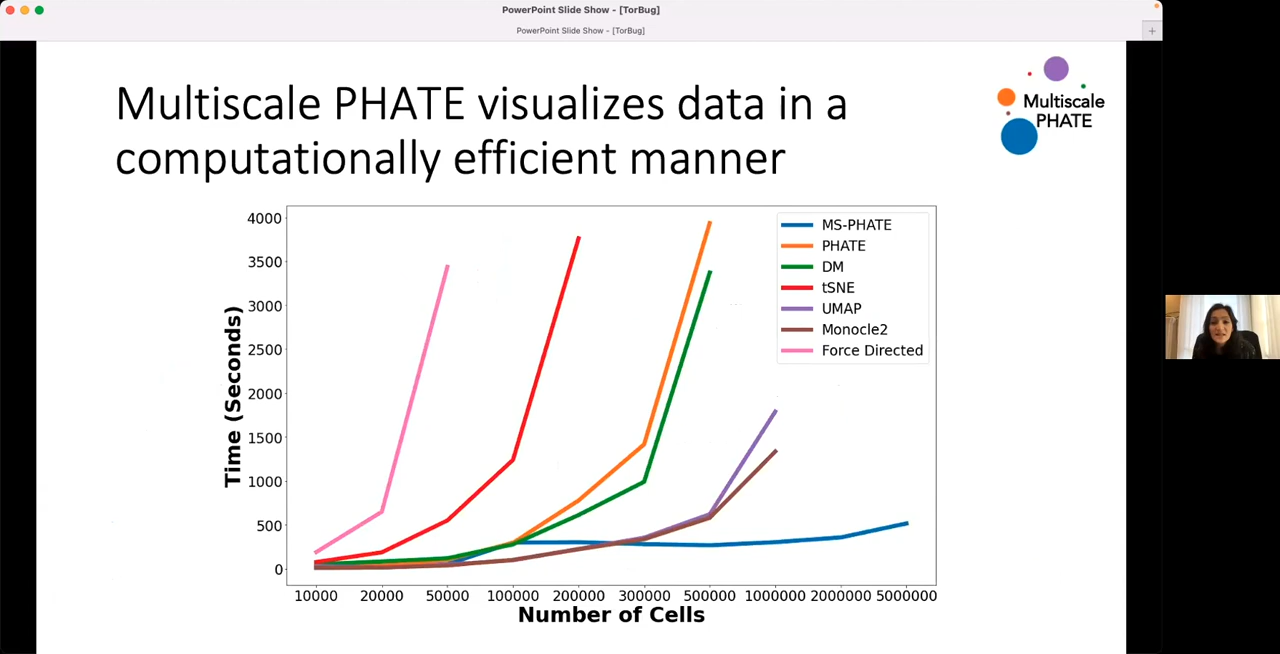 PowerPoint Slide Show - [TorBug]
PowerPoint Slide Show - [TorBug]
+
Multiscale PHATE visualizes data in a
computationally efficient manner
Multiscale
PHATE
4000
3500
3000
2500
2000
1500
1000
500
0
Time (Seconds)
MS-PHATE
PHATE
DM
tSNE
UMAP
Monocle2
Force Directed
10000 20000 50000 100000 200000 300000 500000 1000000 2000000 5000000
Number of Cells